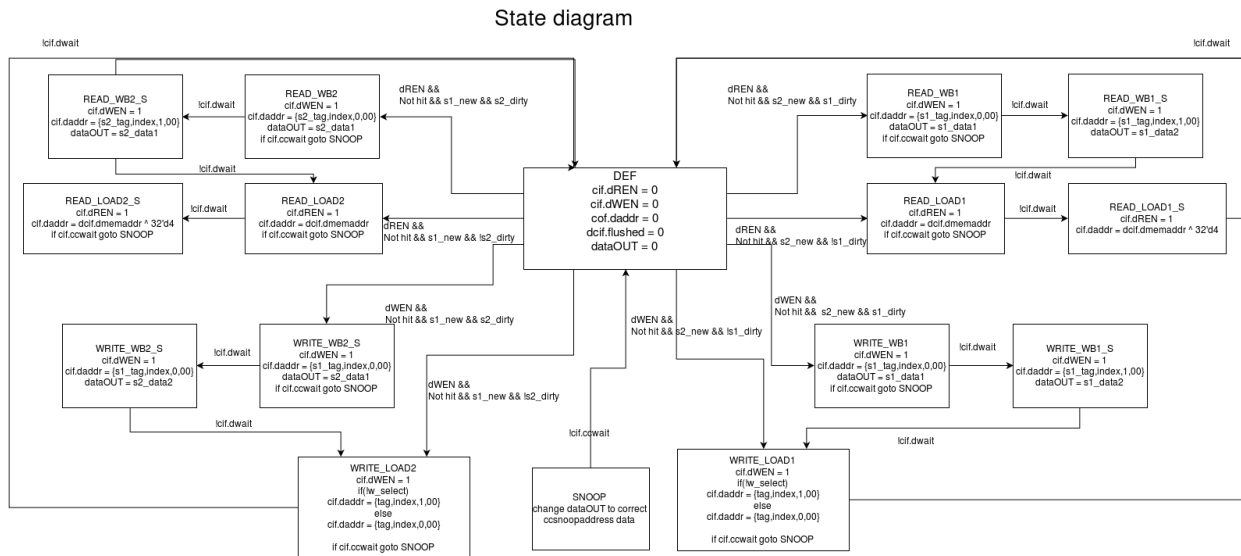 State diagram
!cif.dwait
!cif.dwait
READ_WB2_S
cif.dWEN = 1
cif.daddr = {s2_tag,index,1,00}
dataOUT = s2_data1
!cif.dwait
READ_WB2
cif.dWEN = 1
cif.daddr = {s2_tag,index,0,00}
dataOUT = s2_data1
if cif.ccwait goto SNOOP
dREN &&
Not hit && s1_new && s2_dirty
dREN &&
Not hit && s2_new && s1_dirty
READ_WB1
cif.dWEN = 1
cif.daddr = {s1_tag,index,0,00}
dataOUT = s1_data1
if cif.ccwait goto SNOOP
!cif.dwait
READ_WB1_S
cif.dWEN = 1
cif.daddr = {s1_tag,index,1,00}
dataOUT = s1_data2
!cif.dwait
!cif.dwait
DEF
cif.dREN = 0
cif.dWEN = 0
cof.daddr = 0
dcif.flushed = 0
dataOUT = 0
READ_LOAD2_S
cif.dREN = 1
cif.daddr = dcif.dmemaddr ^ 32'd4
if cif.ccwait goto SNOOP
!cif.dwait
READ_LOAD2
cif.dREN = 1
cif.daddr = dcif.dmemaddr
if cif.ccwait goto SNOOP
dREN &&
Not hit && s1_new && !s2_dirty
dREN &&
Not hit && s2_new && !s1_dirty
READ_LOAD1
cif.dREN = 1
cif.daddr = dcif.dmemaddr
if cif.ccwait goto SNOOP
!cif.dwait
READ_LOAD1_S
cif.dREN = 1
cif.daddr = dcif.dmemaddr ^ 32'd4
dWEN &&
Not hit && s1_new && s2_dirty
dWEN &&
Not hit && s2_new && !s1_dirty
dWEN &&
Not hit && s2_new && s1_dirty
WRITE_WB2_S
cif.dWEN = 1
cif.daddr = {s1_tag,index,0,00}
dataOUT = s2_data2
!cif.dwait
WRITE_WB2_S
cif.dWEN = 1
cif.daddr = {s1_tag,index,0,00}
dataOUT = s2_data1
if cif.ccwait goto SNOOP
WRITE_WB1
cif.dWEN = 1
cif.daddr = {s1_tag,index,0,00}
dataOUT = s1_data1
if cif.ccwait goto SNOOP
!cif.dwait
WRITE_WB1_S
cif.dWEN = 1
cif.daddr = {s1_tag,index,1,00}
dataOUT = s1_data2
dWEN &&
Not hit && s1_new && !s2_dirty
!cif.dwait
!cif.ccwait
!cif.dwait
WRITE_LOAD2
cif.dWEN = 1
if(!w_select)
cif.daddr = {tag,index,1,00}
else
cif.daddr = {tag,index,0,00}
if cif.ccwait goto SNOOP
SNOOP
change dataOUT to correct
ccsnoopaddress data
WRITE_LOAD1
cif.dWEN = 1
if(!w_select)
cif.daddr = {tag,index,1,00}
else
cif.daddr = {tag,index,0,00}
if cif.ccwait goto SNOOP